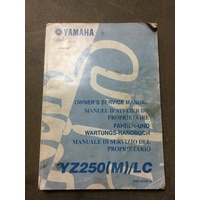 YAMAHA
OWNER'S SERVICE MANUAL
MANUEL D'ATELIER DU
PROPRIETAIRE
FAHRER-UND
WARTUNGS-HANDBUCH
MANUALE DI SERVIZIO DEL
PROPRIETARIO
YZ250(M)/LC